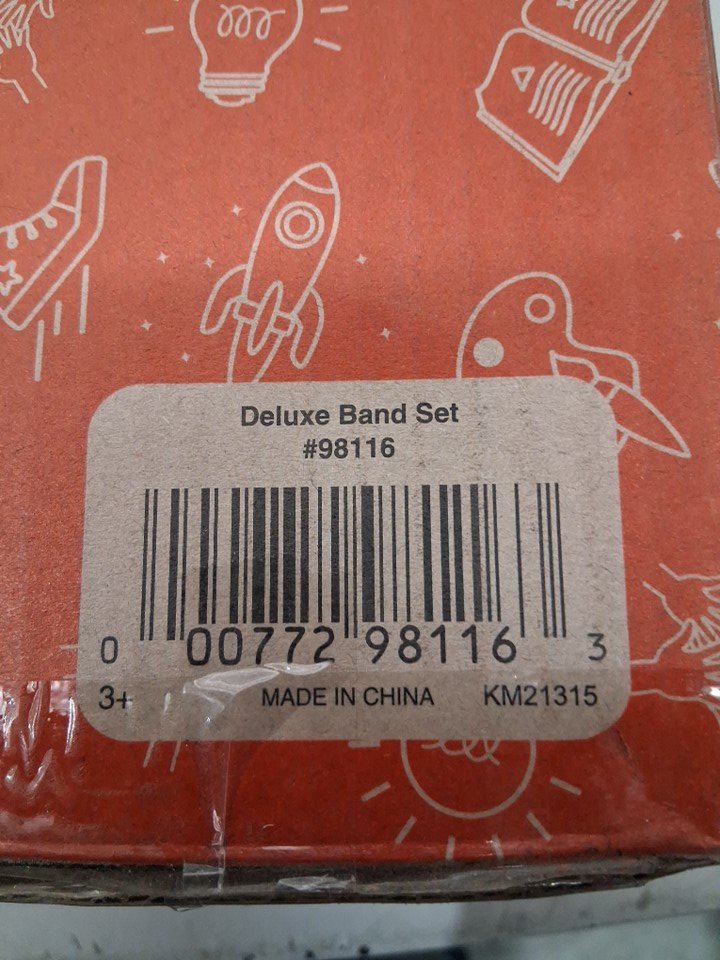 Deluxe Band Set
#98116
0 00772 98116 3
3+ MADE IN CHINA KM21315